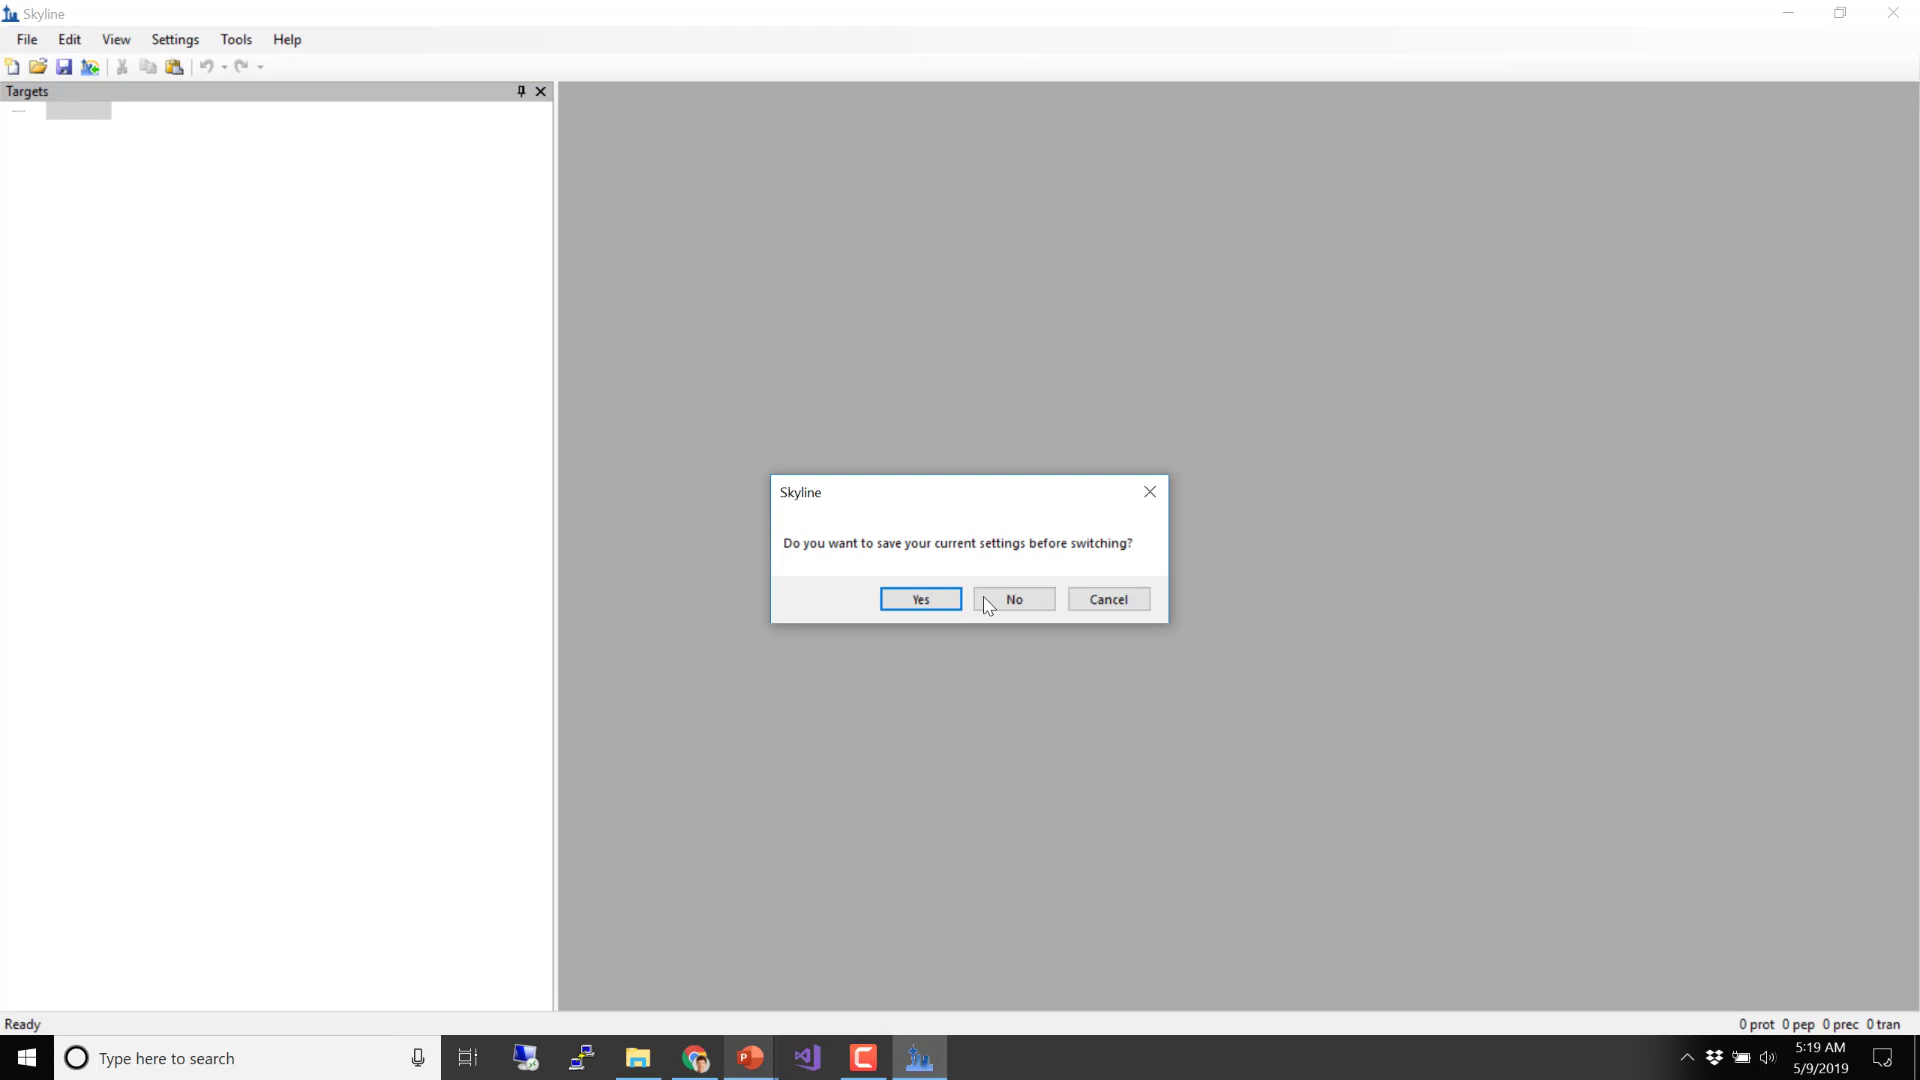 Skyline
File Edit View Settings Tools Help
Targets
Skyline
Do you want to save your current settings before switching?
Yes No Cancel
Ready
0 prot 0 pep 0 prec 0 tran
Type here to search
5:19 AM
5/9/2019